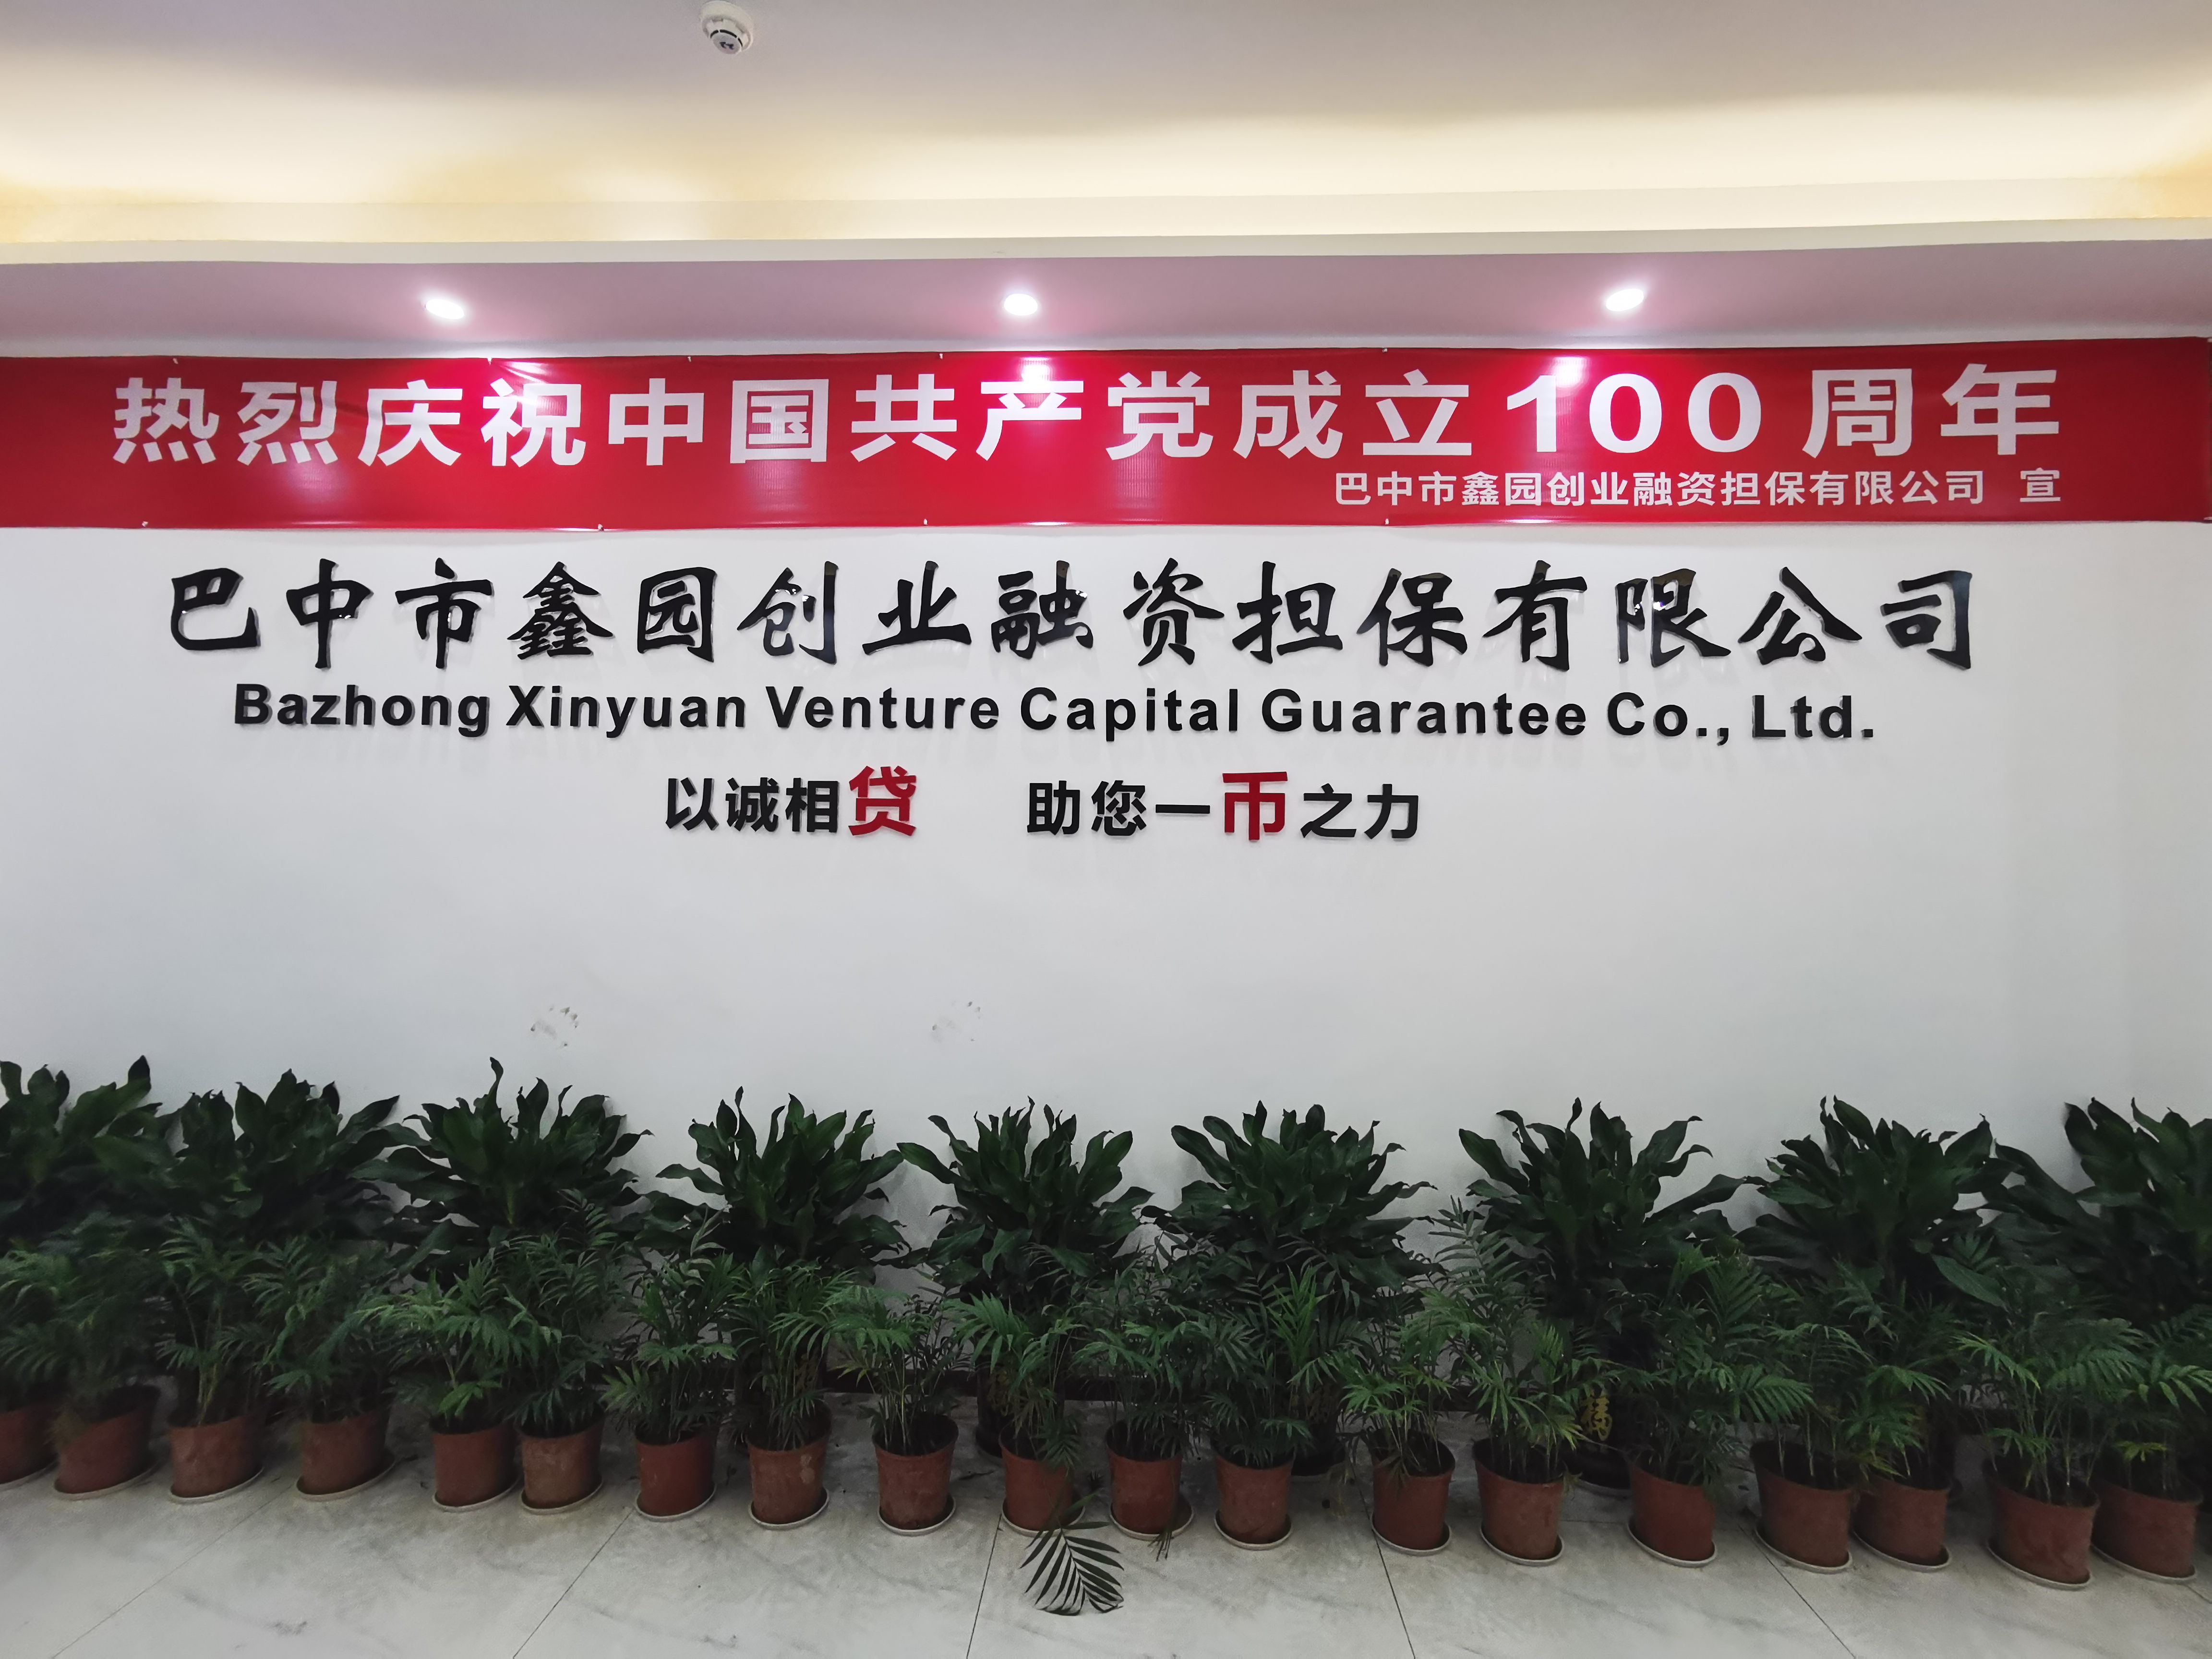 热烈庆祝中国共产党成立100周年
巴中市鑫园创业融资担保有限公司 宣
巴中市鑫园创业融资担保有限公司
Bazhong Xinyuan Venture Capital Guarantee Co., Ltd.
以诚相贷 助您一币之力